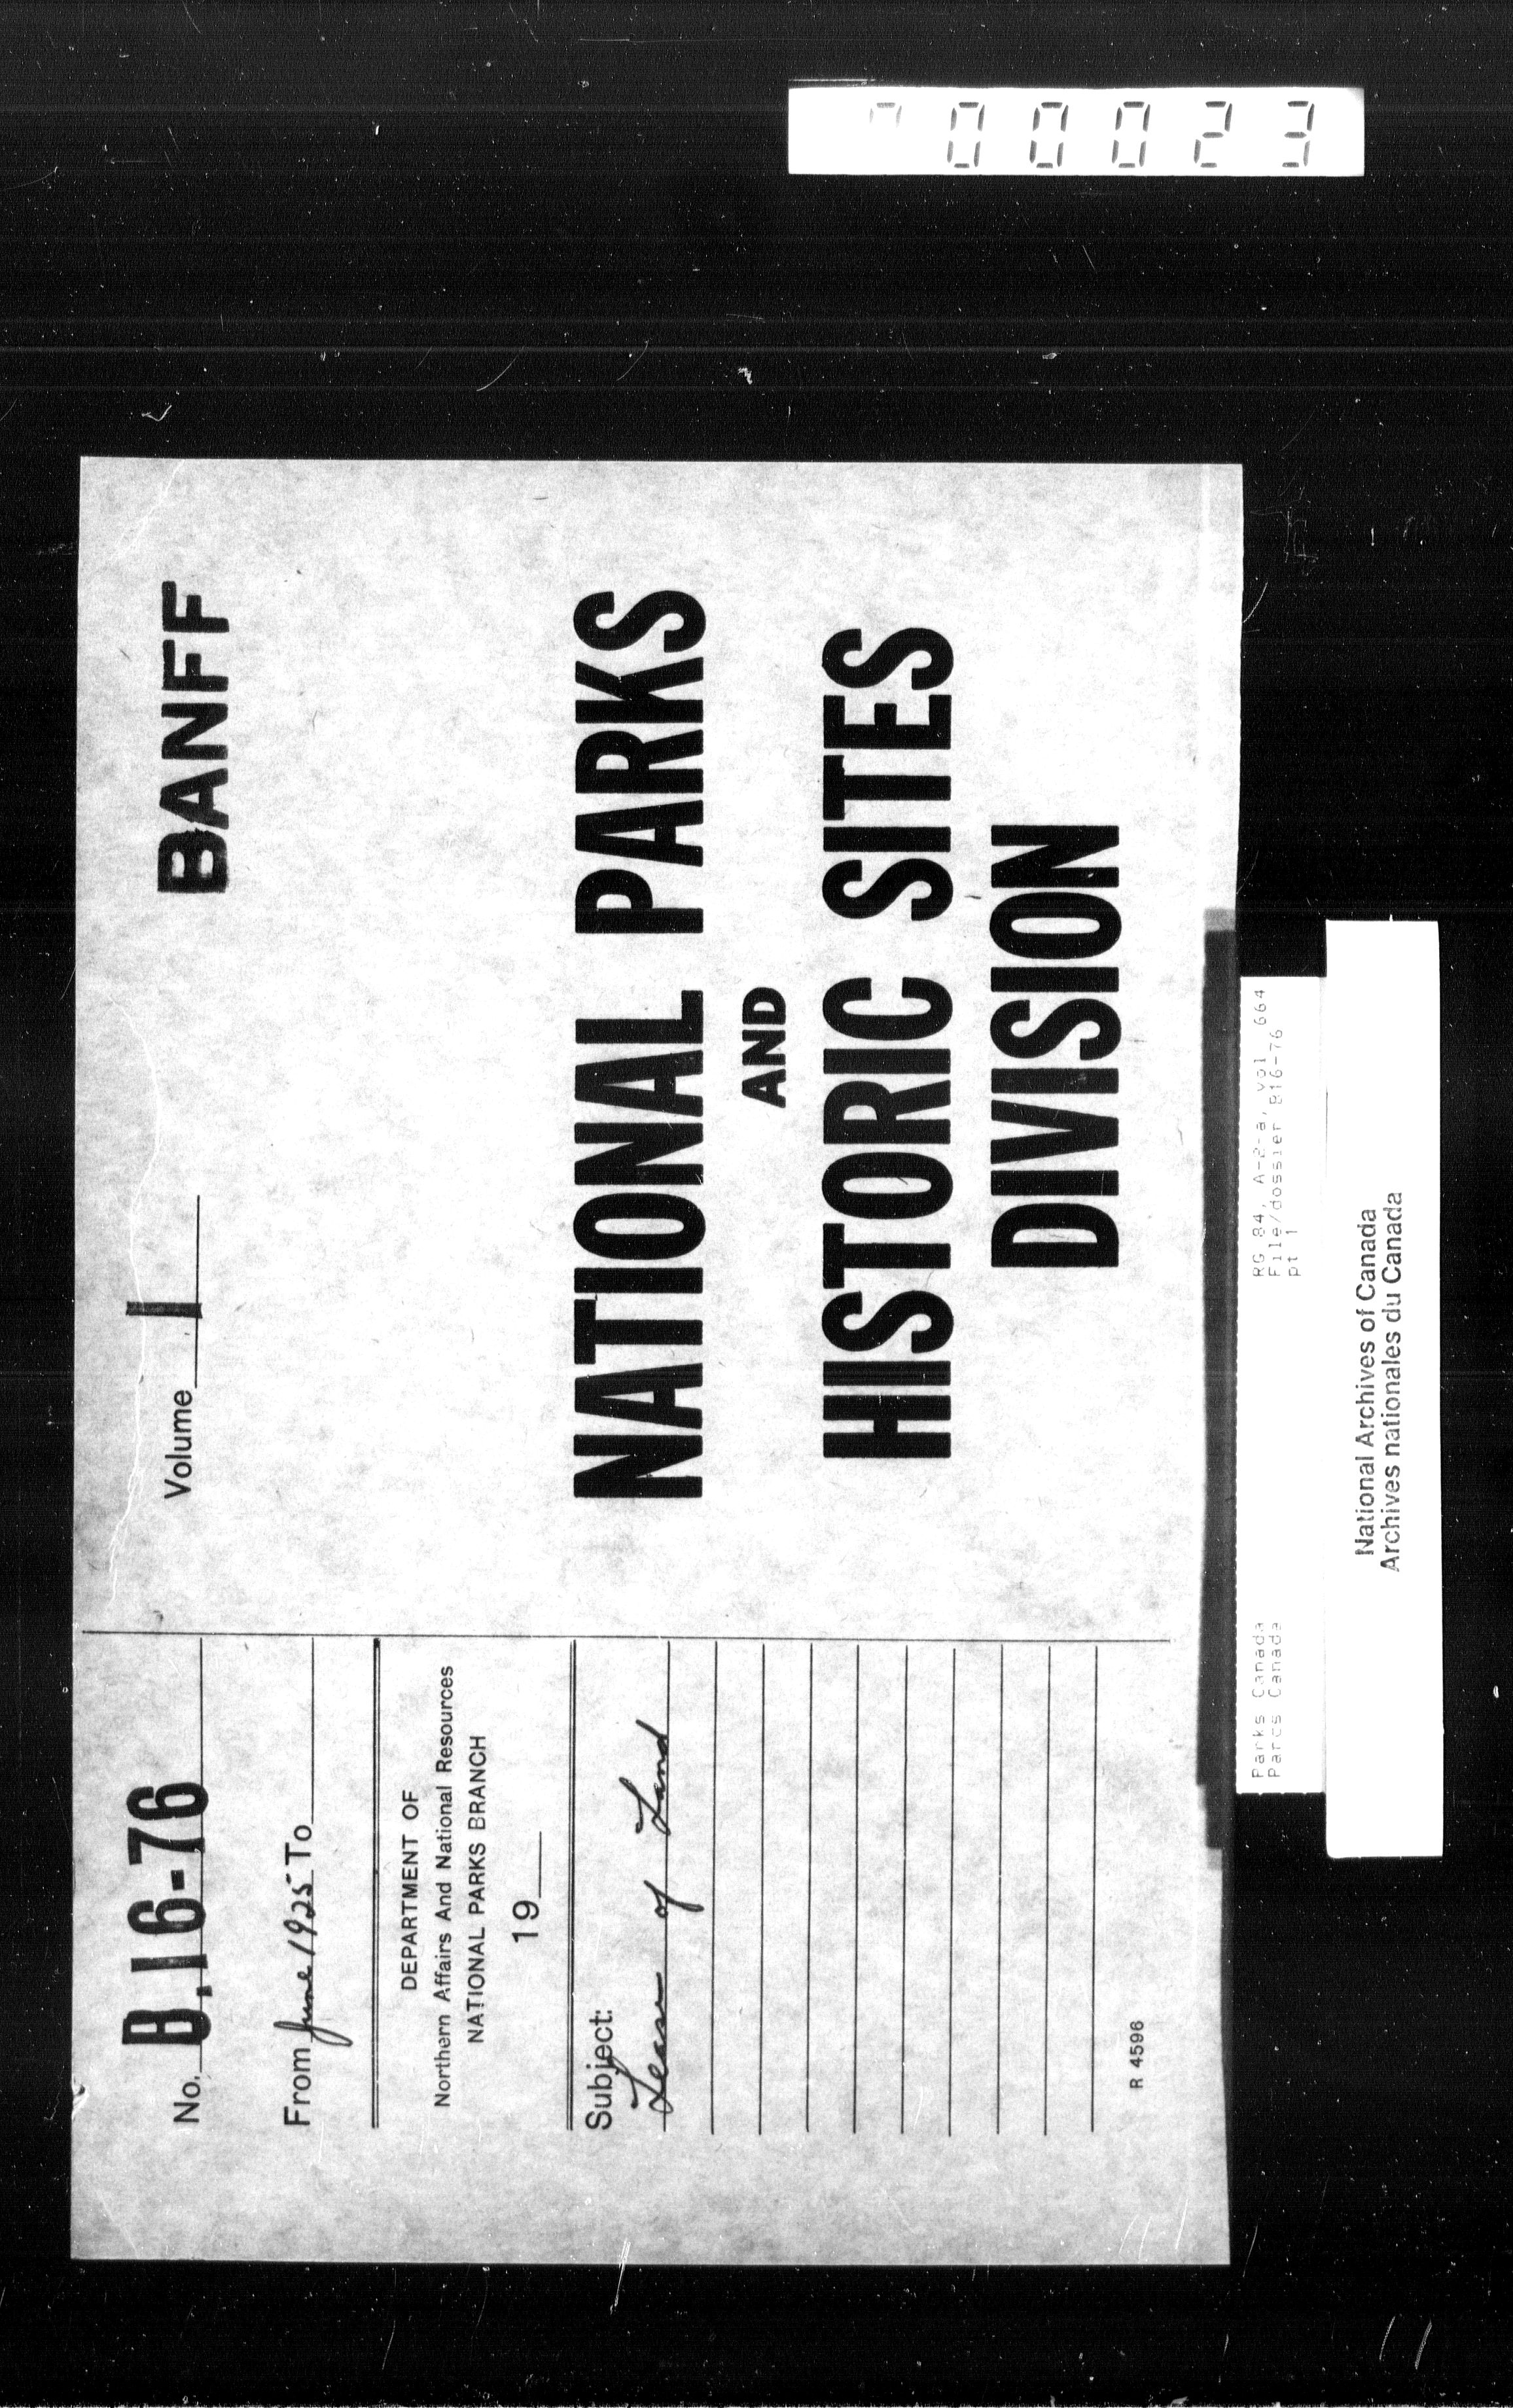 00023
No. B.16-76
Volume 1
BANFF
From June 1925 To
DEPARTMENT OF
Northern Affairs And National Resources
NATIONAL PARKS BRANCH
19
Subject:
Lease of Land
R 4596
NATIONAL PARKS
AND
HISTORIC SITES
DIVISION
Parks Canada
Parcs Canada
RG 84, A-2-a, vol. 664
File/dossier B16-76
pt 1
National Archives of Canada
Archives nationales du Canada